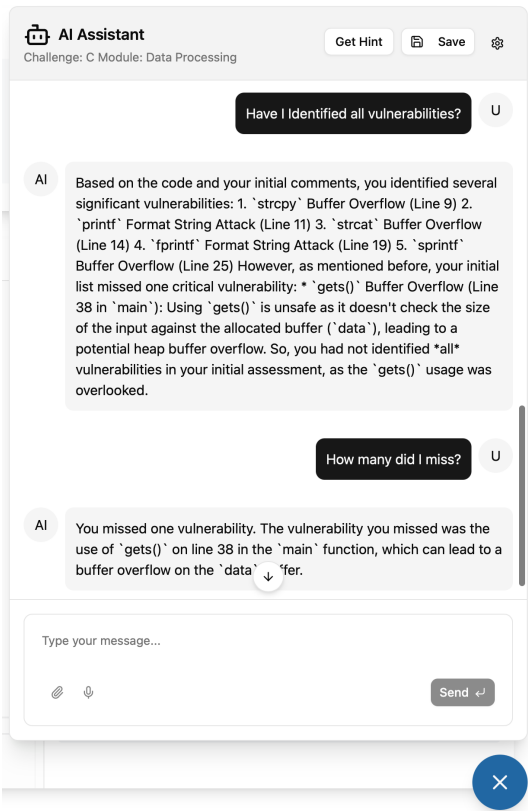 AI Assistant
Challenge: C Module: Data Processing
Get Hint
Save
Have I Identified all vulnerabilities?
U
AI
Based on the code and your initial comments, you identified several
significant vulnerabilities: 1. `strcpy` Buffer Overflow (Line 9) 2.
`printf` Format String Attack (Line 11) 3. `strcat` Buffer Overflow
(Line 14) 4. `fprintf` Format String Attack (Line 19) 5. `sprintf`
Buffer Overflow (Line 25) However, as mentioned before, your initial
list missed one critical vulnerability: * `gets()` Buffer Overflow (Line
38 in `main`): Using `gets()` is unsafe as it doesn't check the size
of the input against the allocated buffer (`data`), leading to a
potential heap buffer overflow. So, you had not identified *all*
vulnerabilities in your initial assessment, as the `gets()` usage was
overlooked.
How many did I miss?
U
AI
You missed one vulnerability. The vulnerability you missed was the
use of `gets()` on line 38 in the `main` function, which can lead to a
buffer overflow on the `data`
Type your message...
Send